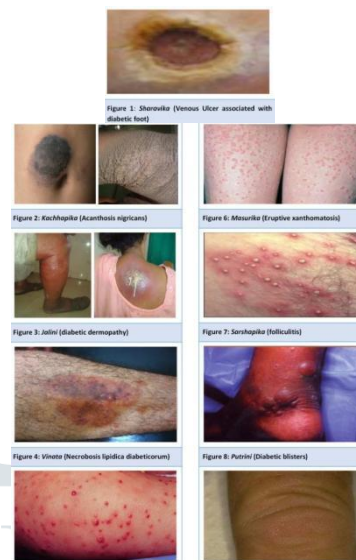 Figure 1: Sharavika (Venous Ulcer associated with
diabetic foot)
Figure 2: Kachhapika (Acanthosis nigricans)
Figure 6: Masurika (Eruptive xanthomatosis)
Figure 3: Jalini (diabetic dermopathy)
Figure 7: Sarshapika (folliculitis)
Figure 4: Vinata (Necrobosis lipidica diabeticorum)
Figure 8: Putrini (Diabetic blisters)